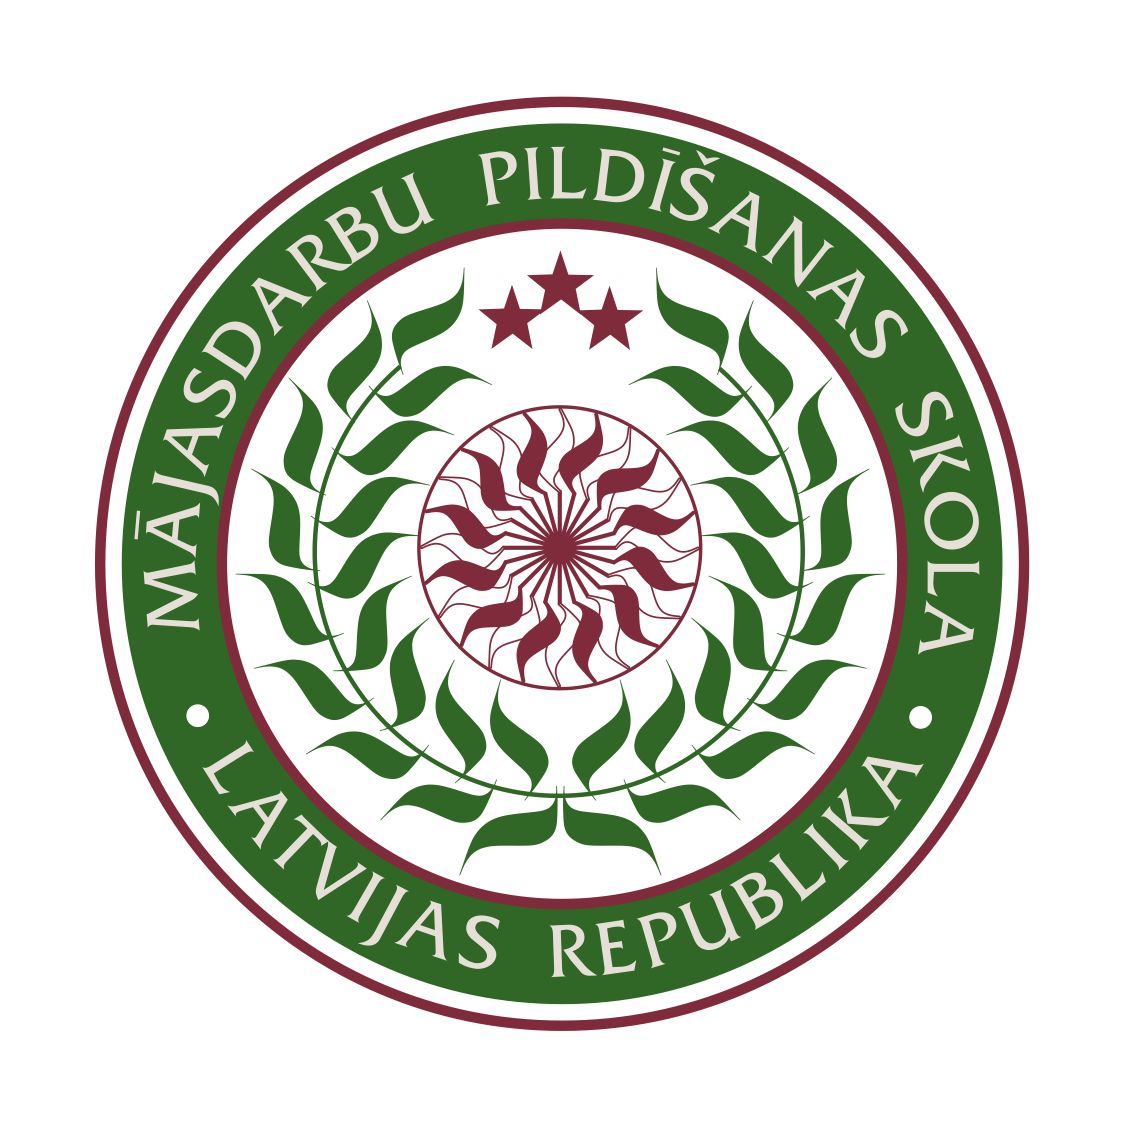 MĀJASDARBU PILDĪŠANAS SKOLA
LATVIJAS REPUBLIKA